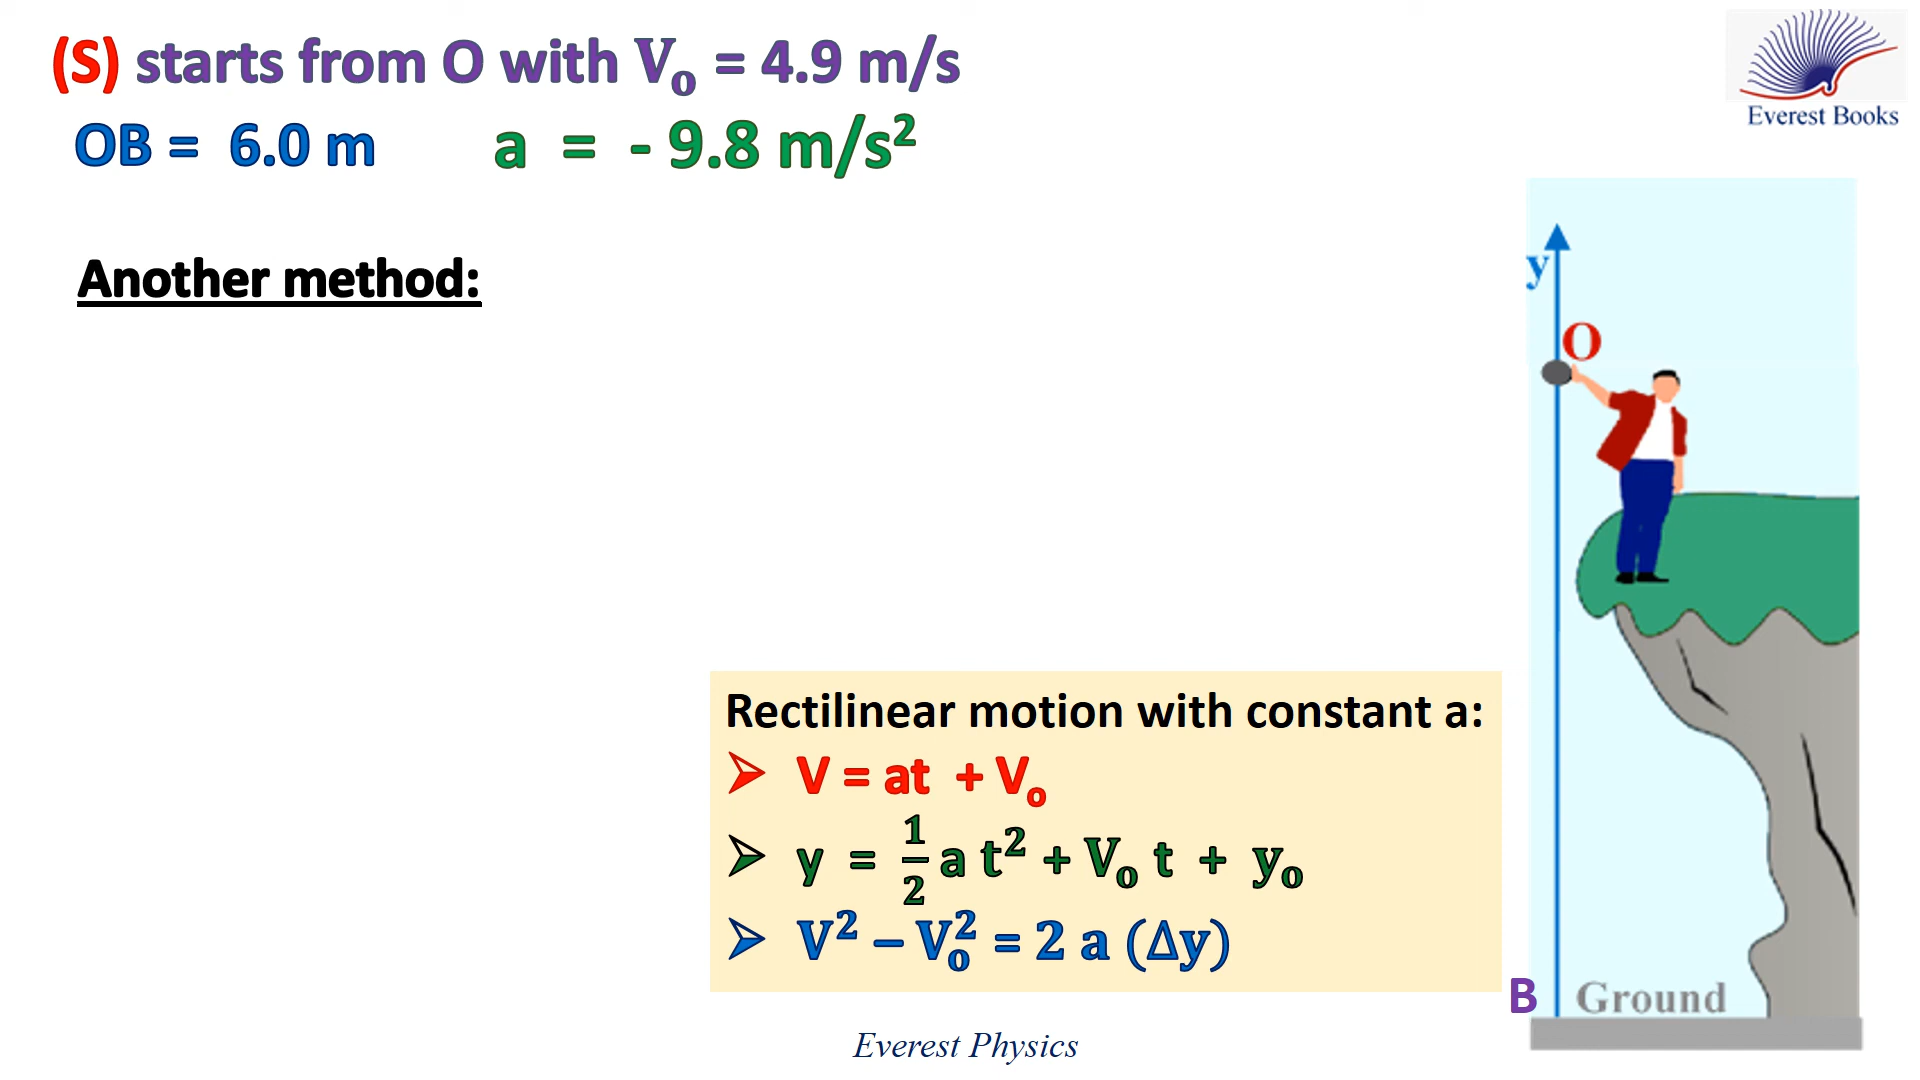 (S) starts from O with V₀ = 4.9 m/s
Everest Books
OB = 6.0 m a = - 9.8 m/s²
Another method:
y
O
Rectilinear motion with constant a:
➢ V = at + V₀
➢ y = 1/2 a t² + V₀ t + y₀
➢ V² – V₀² = 2 a (Δy)
B Ground
Everest Physics